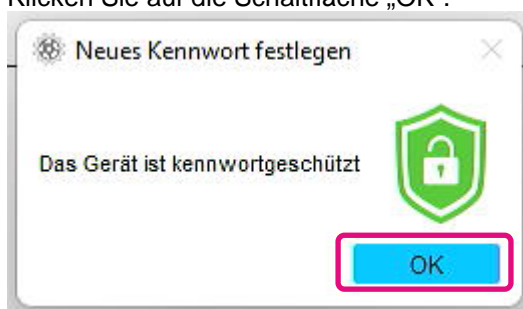 Klicken Sie auf die Schaltfläche „OK“.
Neues Kennwort festlegen
Das Gerät ist kennwortgeschützt
OK